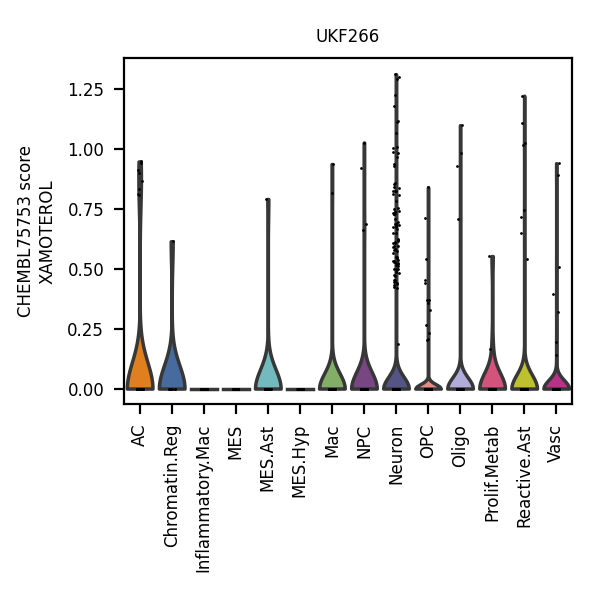 UKF266
CHEMBL75753 score
XAMOTEROL
1.25
1.00
0.75
0.50
0.25
0.00
AC
Chromatin.Reg
Inflammatory.Mac
MES
MES.Ast
MES.Hyp
Mac
NPC
Neuron
OPC
Oligo
Prolif.Metab
Reactive.Ast
Vasc